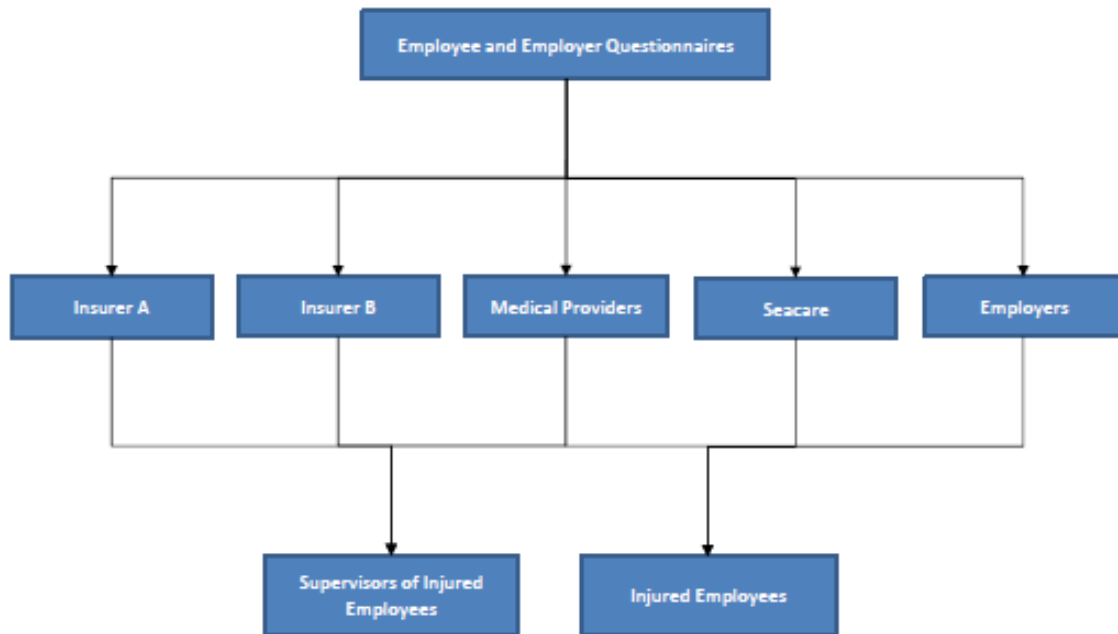 Employee and Employer Questionnaires
Insurer A
Insurer B
Medical Providers
Seacare
Employers
Supervisors of Injured
Employees
Injured Employees